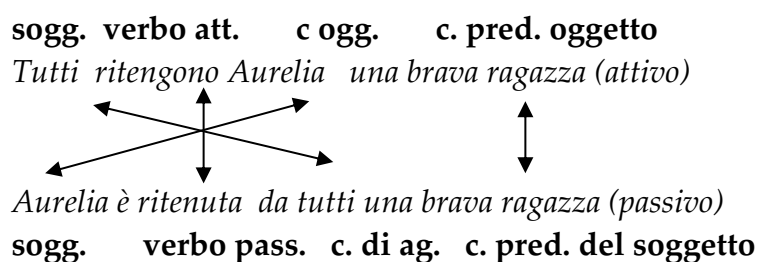 sogg. verbo att. c ogg. c. pred. oggetto
Tutti ritengono Aurelia una brava ragazza (attivo)
Aurelia è ritenuta da tutti una brava ragazza (passivo)
sogg. verbo pass. c. di ag. c. pred. del soggetto